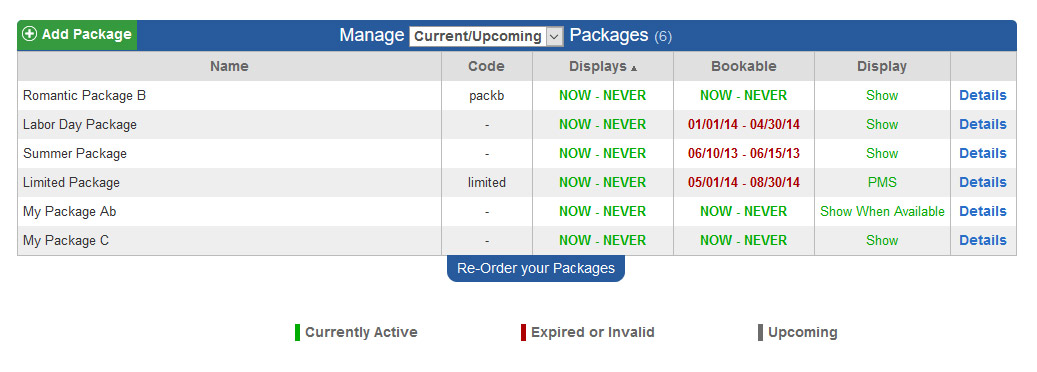 Add Package Manage Current/Upcoming Packages (6)
Name Code Displays ▲ Bookable Display
Romantic Package B packb NOW - NEVER NOW - NEVER Show Details
Labor Day Package - NOW - NEVER 01/01/14 - 04/30/14 Show Details
Summer Package - NOW - NEVER 06/10/13 - 06/15/13 Show Details
Limited Package limited NOW - NEVER 05/01/14 - 08/30/14 PMS Details
My Package Ab - NOW - NEVER NOW - NEVER Show When Available Details
My Package C - NOW - NEVER NOW - NEVER Show Details
Re-Order your Packages
Currently Active Expired or Invalid Upcoming